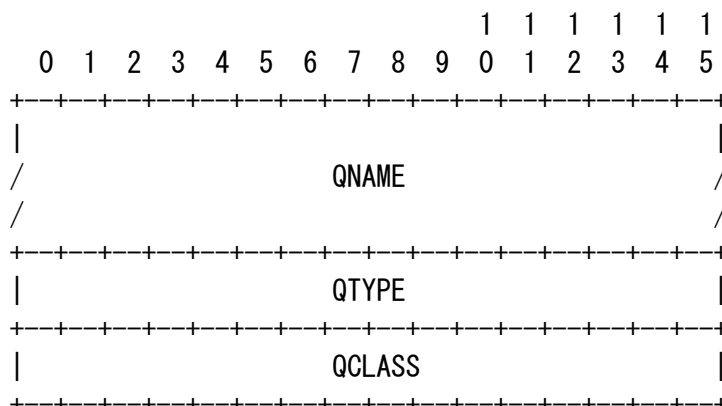 1  1  1  1  1  1
  0  1  2  3  4  5  6  7  8  9  0  1  2  3  4  5
+--+--+--+--+--+--+--+--+--+--+--+--+--+--+--+--+
|                                               |
/                     QNAME                     /
/                                               /
+--+--+--+--+--+--+--+--+--+--+--+--+--+--+--+--+
|                     QTYPE                     |
+--+--+--+--+--+--+--+--+--+--+--+--+--+--+--+--+
|                     QCLASS                    |
+--+--+--+--+--+--+--+--+--+--+--+--+--+--+--+--+